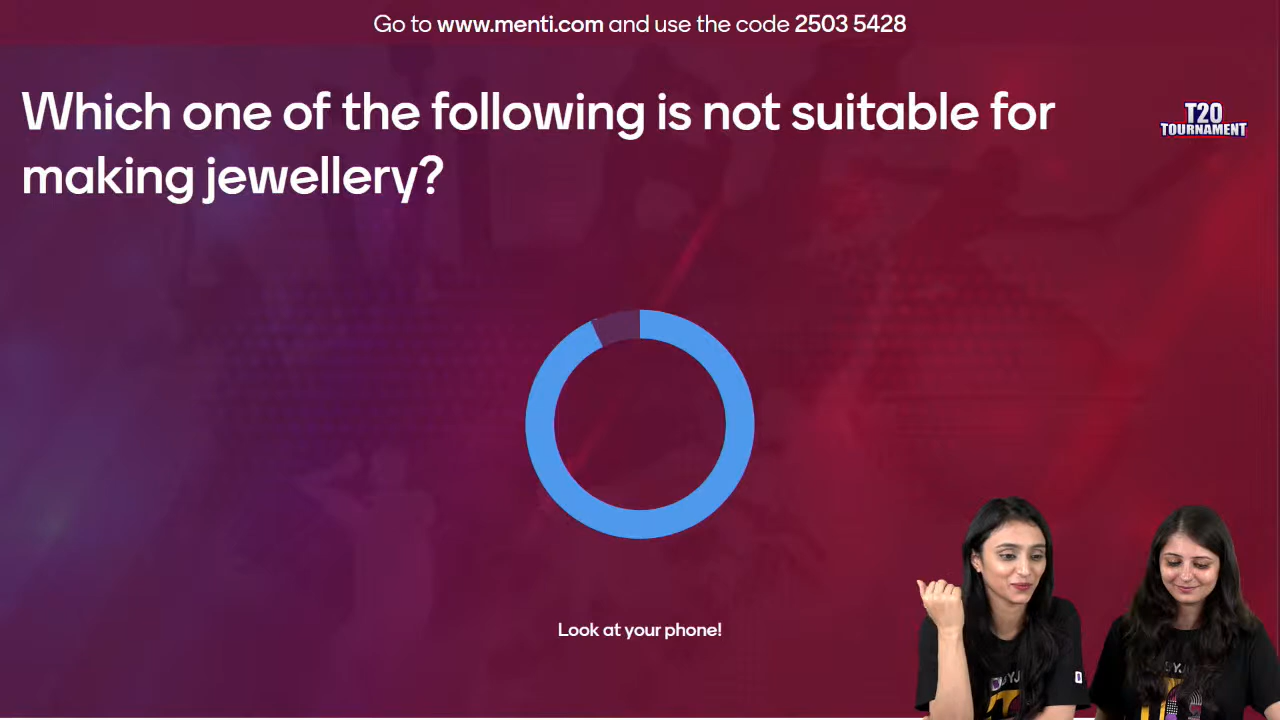 Go to www.menti.com and use the code 2503 5428
Which one of the following is not suitable for
making jewellery?
T20
TOURNAMENT
Look at your phone!